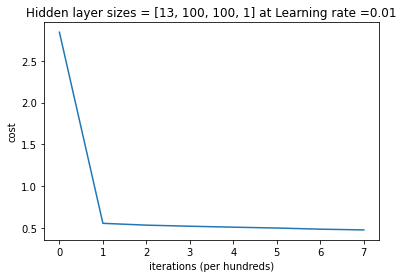 Hidden layer sizes = [13, 100, 100, 1] at Learning rate =0.01
cost
2.5
2.0
1.5
1.0
0.5
0 1 2 3 4 5 6 7
iterations (per hundreds)